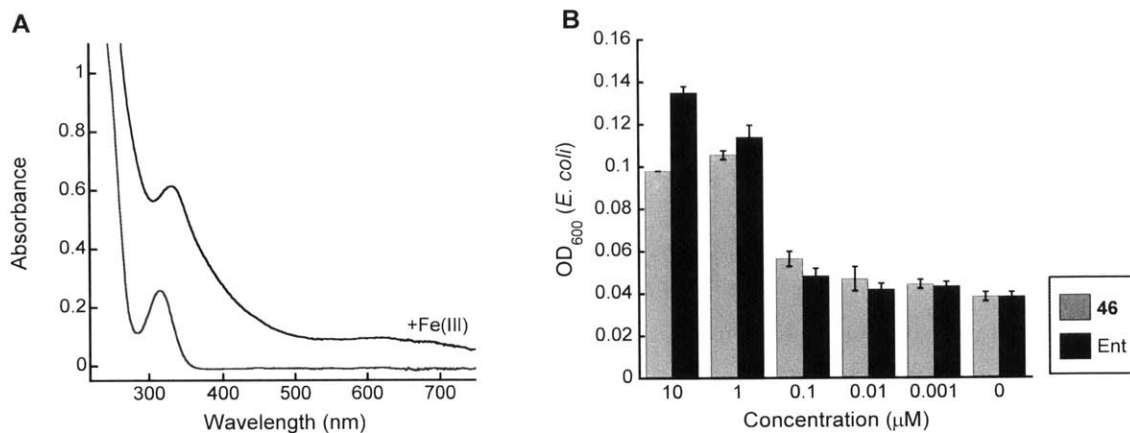 A
Absorbance
1
0.8
0.6
0.4
0.2
0
+Fe(III)
300 400 500 600 700
Wavelength (nm)
B
OD600 (E. coli)
0.16
0.14
0.12
0.1
0.08
0.06
0.04
0.02
0
10 1 0.1 0.01 0.001 0
Concentration (μM)
46
Ent